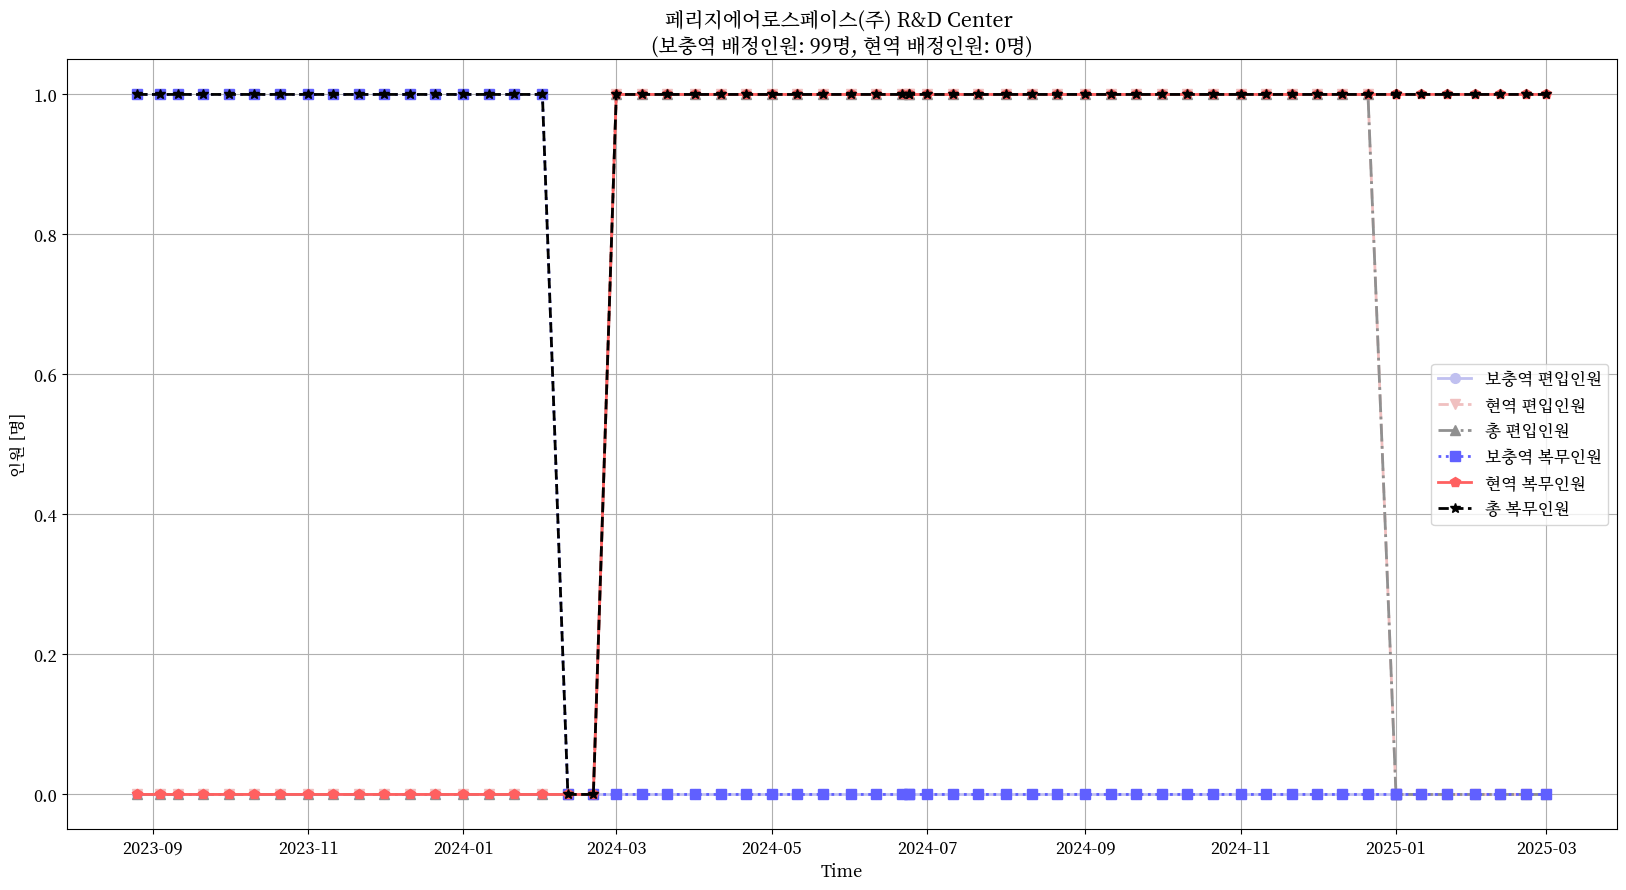 페리지에어로스페이스(주) R&D Center
(보충역 배정인원: 99명, 현역 배정인원: 0명)
인원 [명]
1.0
0.8
0.6
0.4
0.2
0.0
보충역 편입인원
현역 편입인원
총 편입인원
보충역 복무인원
현역 복무인원
총 복무인원
2023-09 2023-11 2024-01 2024-03 2024-05 2024-07 2024-09 2024-11 2025-01 2025-03
Time